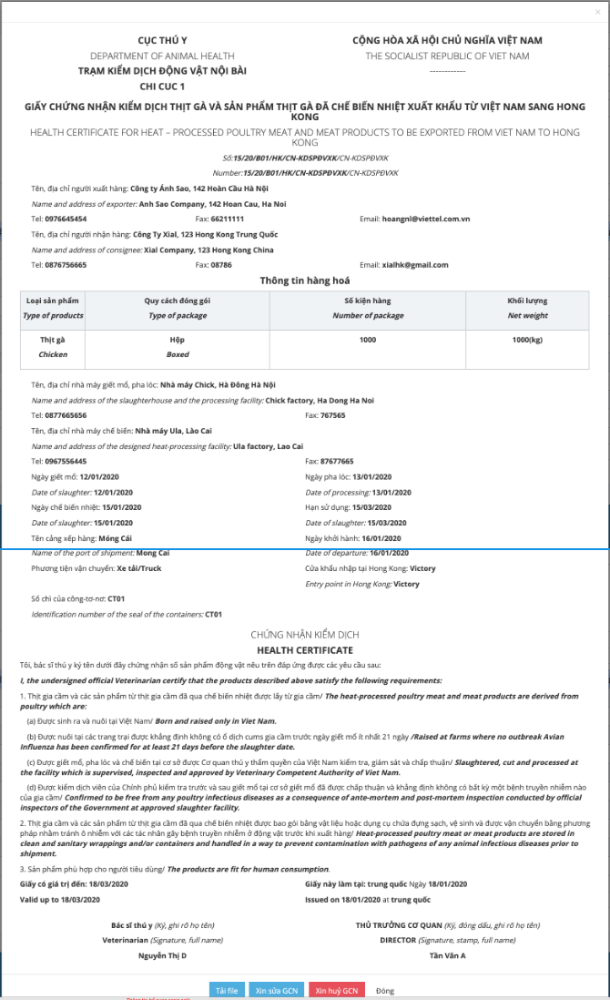 ×
CỤC THÚ Y
CỘNG HÒA XÃ HỘI CHỦ NGHĨA VIỆT NAM
DEPARTMENT OF ANIMAL HEALTH
THE SOCIALIST REPUBLIC OF VIET NAM
TRẠM KIỂM DỊCH ĐỘNG VẬT NỘI BÀI
------------
CHI CUC 1
GIẤY CHỨNG NHẬN KIỂM DỊCH THỊT GÀ VÀ SẢN PHẨM THỊT GÀ ĐÃ CHẾ BIẾN NHIỆT XUẤT KHẨU TỪ VIỆT NAM SANG HONG
KONG
HEALTH CERTIFICATE FOR HEAT – PROCESSED POULTRY MEAT AND MEAT PRODUCTS TO BE EXPORTED FROM VIET NAM TO HONG
KONG
Số:15/20/B01/HK/CN-KDSPĐVXK/CN-KDSPĐVXK
Number:15/20/B01/HK/CN-KDSPĐVXK/CN-KDSPĐVXK
Tên, địa chỉ người xuất hàng: Công ty Ánh Sao, 142 Hoàn Cầu Hà Nội
Name and address of exporter: Anh Sao Company, 142 Hoan Cau, Ha Noi
Tel: 0976645454 Fax: 66211111 Email: hoangnl@viettel.com.vn
Tên, địa chỉ người nhận hàng: Công Ty Xial, 123 Hong Kong Trung Quốc
Name and address of consignee: Xial Company, 123 Hong Kong China
Tel: 0876756665 Fax: 08786 Email: xialhk@gmail.com
Thông tin hàng hoá
Loại sản phẩm Quy cách đóng gói Số kiện hàng Khối lượng
Type of products Type of package Number of package Net weight
Thịt gà Hộp 1000 1000(kg)
Chicken Boxed
Tên, địa chỉ nhà máy giết mổ, pha lóc: Nhà máy Chick, Hà Đông Hà Nội
Name and address of the slaughterhouse and the processing facility: Chick factory, Ha Dong Ha Noi
Tel: 0877665656 Fax: 767565
Tên, địa chỉ nhà máy chế biến: Nhà máy Ula, Lào Cai
Name and address of the designed heat-processing facility: Ula factory, Lao Cai
Tel: 0967556445 Fax: 87677665
Ngày giết mổ: 12/01/2020 Ngày pha lóc: 13/01/2020
Date of slaughter: 12/01/2020 Date of processing: 13/01/2020
Ngày chế biến nhiệt: 15/01/2020 Hạn sử dụng: 15/03/2020
Date of slaughter: 15/01/2020 Date of slaughter: 15/03/2020
Tên cảng xếp hàng: Móng Cái Ngày khởi hành: 16/01/2020
Name of the port of shipment: Mong Cai Date of departure: 16/01/2020
Phương tiện vận chuyển: Xe tải/Truck Cửa khẩu nhập tại Hong Kong: Victory
Entry point in Hong Kong: Victory
Số chì của công-tơ-nơ: CT01
Identification number of the seal of the containers: CT01
CHỨNG NHẬN KIỂM DỊCH
HEALTH CERTIFICATE
Tôi, bác sĩ thú y ký tên dưới đây chứng nhận số sản phẩm động vật nêu trên đáp ứng được các yêu cầu sau:
I, the undersigned official Veterinarian certify that the products described above satisfy the following requirements:
1. Thịt gia cầm và các sản phẩm từ thịt gia cầm đã qua chế biến nhiệt được lấy từ gia cầm/ The heat-processed poultry meat and meat products are derived from
poultry which are:
(a) Được sinh ra và nuôi tại Việt Nam/ Born and raised only in Viet Nam.
(b) Được nuôi tại các trang trại được khẳng định không có ổ dịch cums gia cầm trước ngày giết mổ ít nhất 21 ngày /Raised at farms where no outbreak Avian
Influenza has been confirmed for at least 21 days before the slaughter date.
(c) Được giết mổ, pha lóc và chế biến tại cơ sở được Cơ quan thú y thẩm quyền của Việt Nam kiểm tra, giám sát và chấp thuận/ Slaughtered, cut and processed at
the facility which is supervised, inspected and approved by Veterinary Competent Authority of Viet Nam.
(d) Được kiểm dịch viên của Chính phủ kiểm tra trước và sau giết mổ tại cơ sở giết mổ đã được chấp thuận và khẳng định không có bất kỳ một bệnh truyền nhiễm nào
của gia cầm/ Confirmed to be free from any poultry infectious diseases as a consequence of ante-mortem and post-mortem inspection conducted by official
inspectors of the Government at approved slaughter facility.
2. Thịt gia cầm và các sản phẩm từ thịt gia cầm đã qua chế biến nhiệt được bao gói bằng vật liệu hoặc dụng cụ chứa đựng sạch, vệ sinh và được vận chuyển bằng phương
pháp nhằm tránh ô nhiễm với các tác nhân gây bệnh truyền nhiễm ở động vật trước khi xuất hàng/ Heat-processed poultry meat or meat products are stored in
clean and sanitary wrappings and/or containers and handled in a way to prevent contamination with pathogens of any animal infectious diseases prior to
shipment.
3. Sản phẩm phù hợp cho người tiêu dùng/ The products are fit for human consumption.
Giấy có giá trị đến: 18/03/2020 Giấy này làm tại: trung quốc Ngày 18/01/2020
Valid up to 18/03/2020 Issued on 18/01/2020 at trung quốc
Bác sĩ thú y (Ký, ghi rõ họ tên) THỦ TRƯỞNG CƠ QUAN (Ký, đóng dấu, ghi rõ họ tên)
Veterinarian (Signature, full name) DIRECTOR (Signature, stamp, full name)
Nguyễn Thị D Tần Văn A
Tải file Xin sửa GCN Xin huỷ GCN Đóng